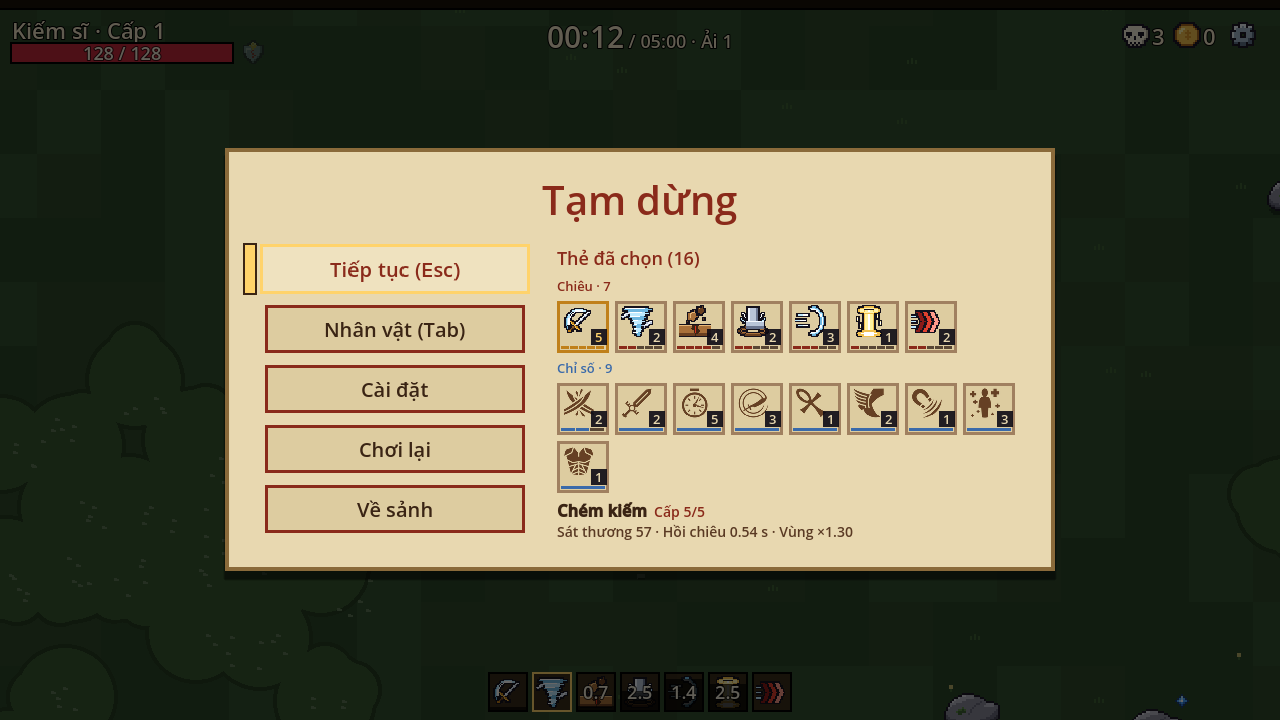 Kiếm sĩ · Cấp 1
128 / 128
00:12 / 05:00 · Ải 1
3
0
Tạm dừng
Tiếp tục (Esc)
Nhân vật (Tab)
Cài đặt
Chơi lại
Về sảnh
Thẻ đã chọn (16)
Chiêu · 7
5 2 4 2 3 1 2
Chỉ số · 9
2 2 5 3 1 2 1 3
1
Chém kiếm Cấp 5/5
Sát thương 57 · Hồi chiêu 0.54 s · Vùng ×1.30
0.7 2.5 1.4 2.5